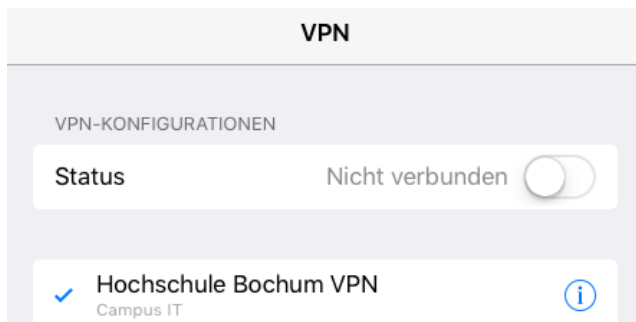 VPN
VPN-KONFIGURATIONEN
Status Nicht verbunden
Hochschule Bochum VPN
Campus IT